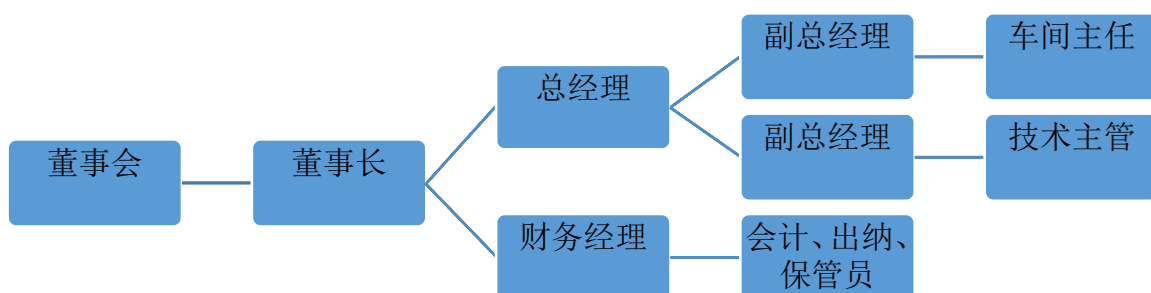 副总经理
车间主任
总经理
副总经理
技术主管
董事会
董事长
财务经理
会计、出纳、
保管员